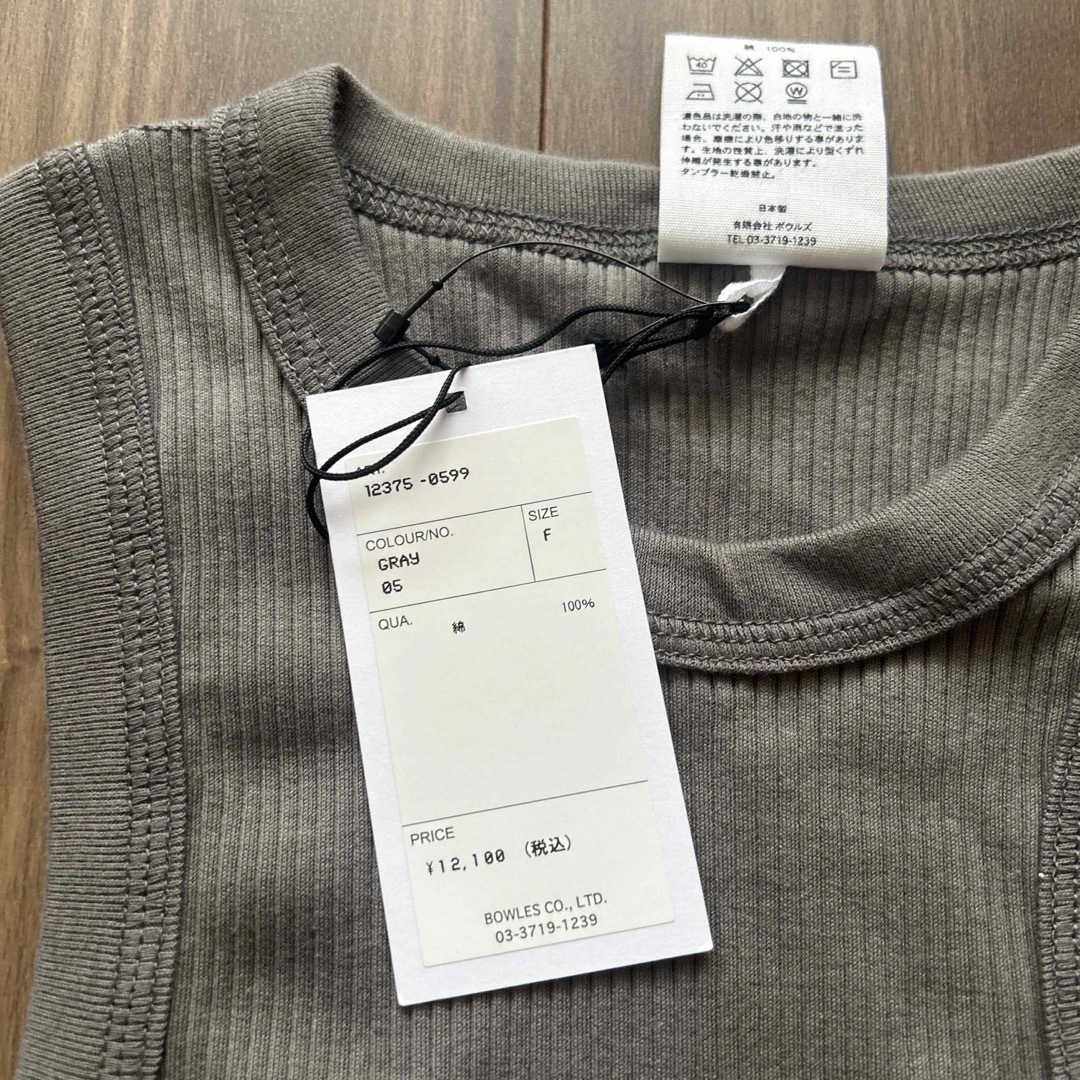 綿 100%
40
W
濃色品は洗濯の際、白地の物と一緒に洗
わないでください。汗や雨などで湿った
場合、摩擦により色移りする事がありま
す。生地の性質上、洗濯により型くずれ
伸縮が発生する事があります。
タンブラー乾燥禁止。
日本製
有限会社 ボウルズ
TEL 03-3719-1239
12375 -0599
COLOUR/NO.
GRAY
05
SIZE
F
QUA.
綿 100%
PRICE
¥12,100 (税込)
BOWLES CO., LTD.
03-3719-1239